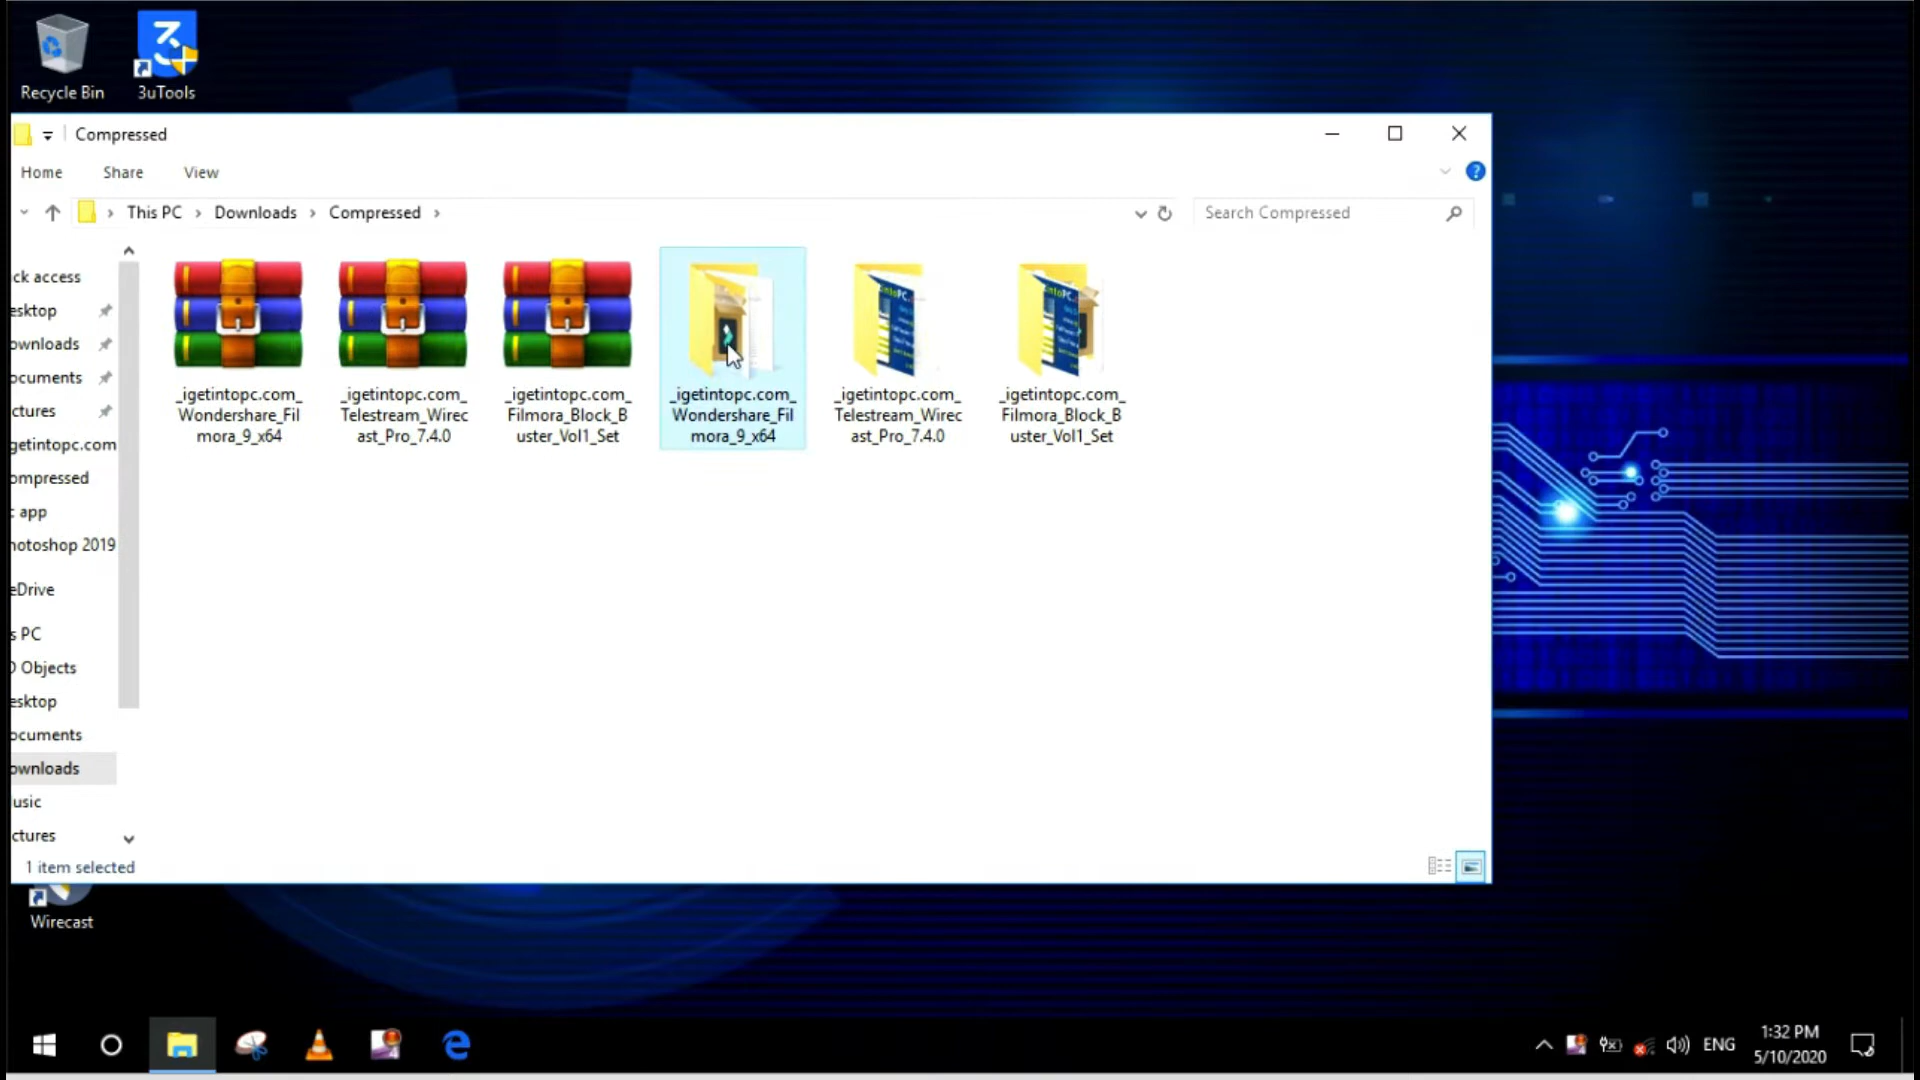 Recycle Bin
3uTools
Compressed
Home
Share
View
This PC
Downloads
Compressed
Search Compressed
ick access
esktop
ownloads
ocuments
ctures
getintopc.com
ompressed
c app
hotoshop 2019
eDrive
s PC
D Objects
esktop
ocuments
ownloads
usic
ctures
_igetintopc.com_
Wondershare_Fil
mora_9_x64
_igetintopc.com_
Telestream_Wirec
ast_Pro_7.4.0
_igetintopc.com_
Filmora_Block_B
uster_Vol1_Set
_igetintopc.com_
Wondershare_Fil
mora_9_x64
_igetintopc.com_
Telestream_Wirec
ast_Pro_7.4.0
_igetintopc.com_
Filmora_Block_B
uster_Vol1_Set
1 item selected
Wirecast
ENG
1:32 PM
5/10/2020